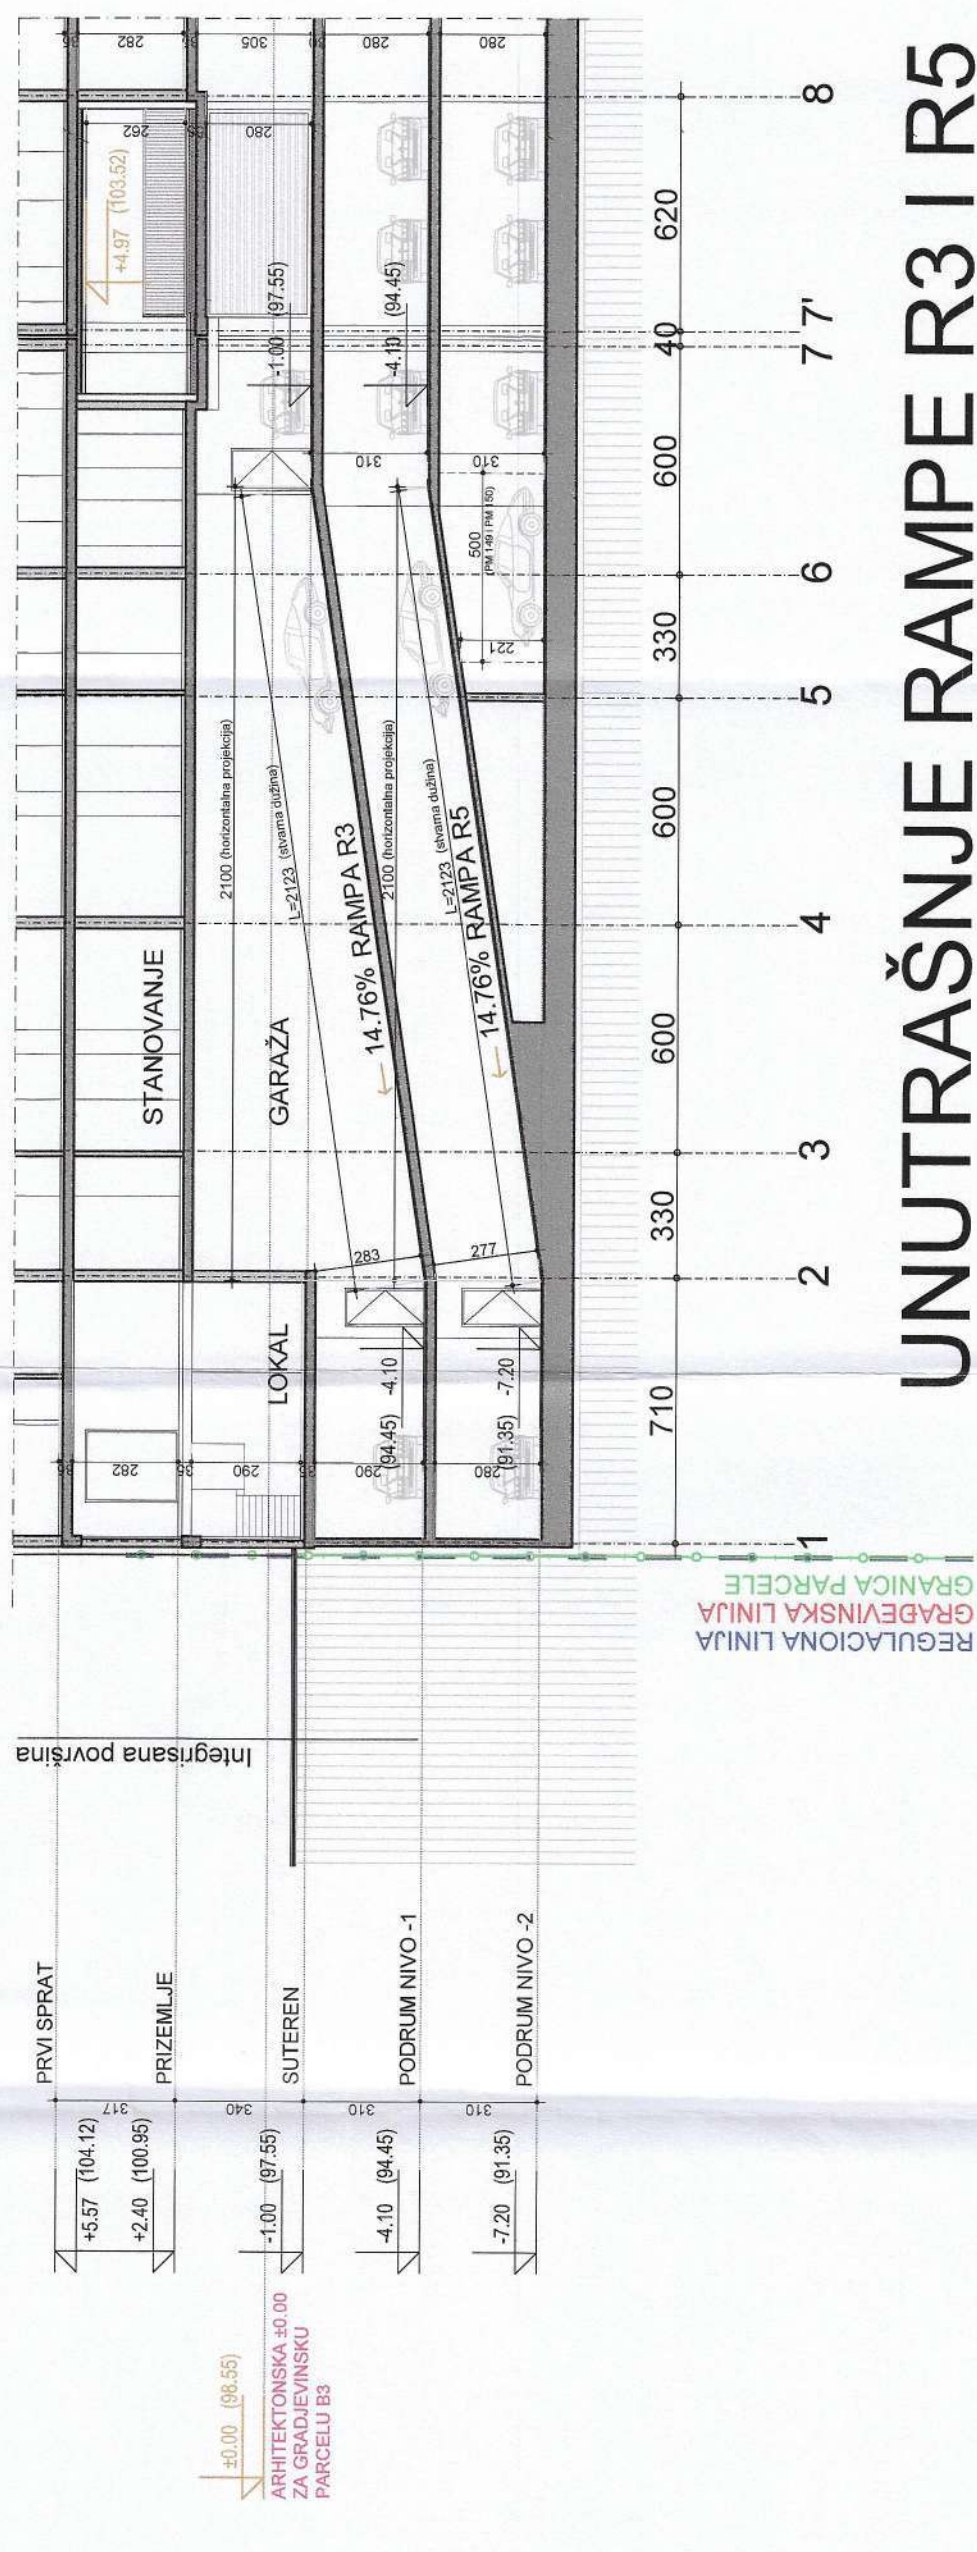 UNUTRAŠNJE RAMPE R3 I R5
PRVI SPRAT
+5.57 (104.12)
317
PRIZEMLJE
+2.40 (100.95)
340
±0.00 (98.55)
ARHITEKTONSKA ±0.00
ZA GRADJEVINSKU
PARCELU B3
SUTEREN
-1.00 (97.55)
310
PODRUM NIVO -1
-4.10 (94.45)
310
PODRUM NIVO -2
-7.20 (91.35)
Integrisana površina
REGULACIONA LINIJA
GRAĐEVINSKA LINIJA
GRANICA PARCELE
282
290
290
280
LOKAL
(94.45) -4.10
(91.35) -7.20
283
277
STANOVANJE
GARAŽA
2100 (horizontalna projekcija)
L=2123 (stvarna dužina)
14.76% RAMPA R3
2100 (horizontalna projekcija)
L=2123 (stvarna dužina)
14.76% RAMPA R5
221
500
(PM 149 i PM 150)
310
310
-1.00 (97.55)
-4.10 (94.45)
+4.97 (103.52)
262
280
282
305
280
280
710
330
600
600
330
600
40
620
1
2
3
4
5
6
7
7'
8